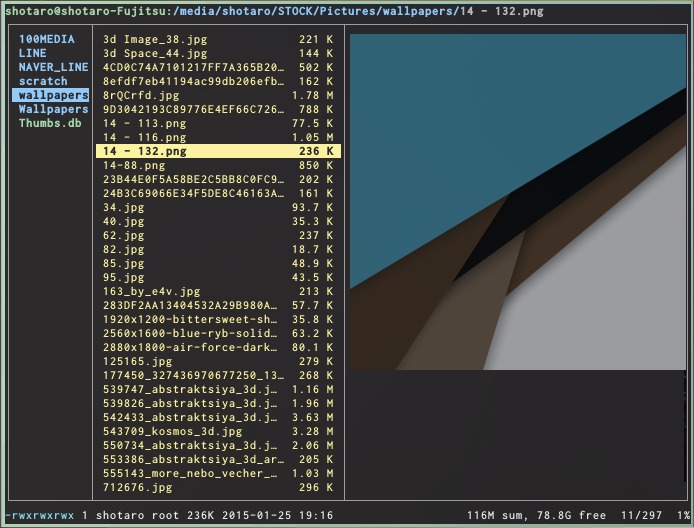 shotaro@shotaro-Fujitsu:/media/shotaro/STOCK/Pictures/wallpapers/14 - 132.png
100MEDIA
LINE
NAVER_LINE
scratch
wallpapers
Wallpapers
Thumbs.db
3d Image_38.jpg 221 K
3d Space_44.jpg 144 K
4CD0C74A7101217FF7A365B20… 502 K
8efdf7eb41194ac99db206efb… 162 K
8rQCrfd.jpg 1.78 M
9D3042193C89776E4EF66C726… 788 K
14 - 113.png 77.5 K
14 - 116.png 1.05 M
14 - 132.png 236 K
14-88.png 850 K
23B44E0F5A58BE2C5BB8C0FC9… 202 K
24B3C69066E34F5DE8C46163A… 161 K
34.jpg 93.7 K
40.jpg 35.3 K
62.jpg 237 K
82.jpg 18.7 K
85.jpg 48.9 K
95.jpg 43.5 K
163_by_e4v.jpg 213 K
283DF2AA13404532A29B980A… 57.7 K
1920x1200-bittersweet-sh… 35.8 K
2560x1600-blue-ryb-solid… 63.2 K
2880x1800-air-force-dark… 80.1 K
125165.jpg 279 K
177450_327436970677250_13… 268 K
539747_abstraktsiya_3d.j… 1.16 M
539826_abstraktsiya_3d.j… 1.96 M
542433_abstraktsiya_3d.j… 3.63 M
543709_kosmos_3d.jpg 3.28 M
550734_abstraktsiya_3d.j… 2.06 M
553386_abstraktsiya_3d_ar… 205 K
555143_more_nebo_vecher_… 1.03 M
712676.jpg 296 K
-rwxrwxrwx 1 shotaro root 236K 2015-01-25 19:16 116M sum, 78.8G free 11/297 1%